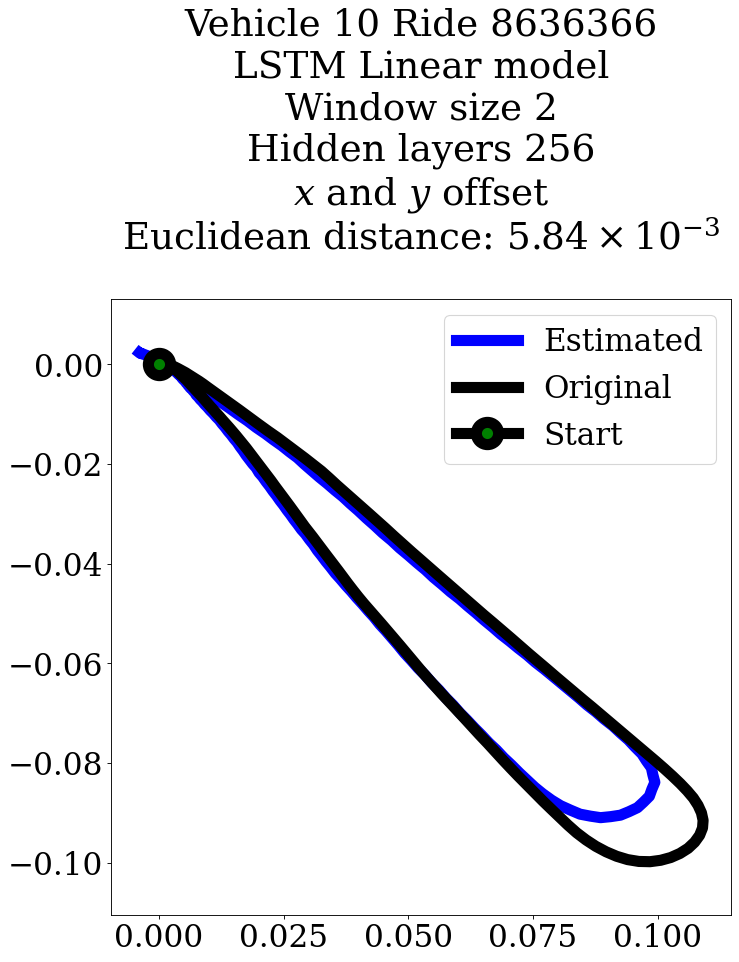 Vehicle 10 Ride 8636366
LSTM Linear model
Window size 2
Hidden layers 256
x and y offset
Euclidean distance: 5.84 × 10⁻³
Estimated
Original
Start
0.00
−0.02
−0.04
−0.06
−0.08
−0.10
0.000 0.025 0.050 0.075 0.100